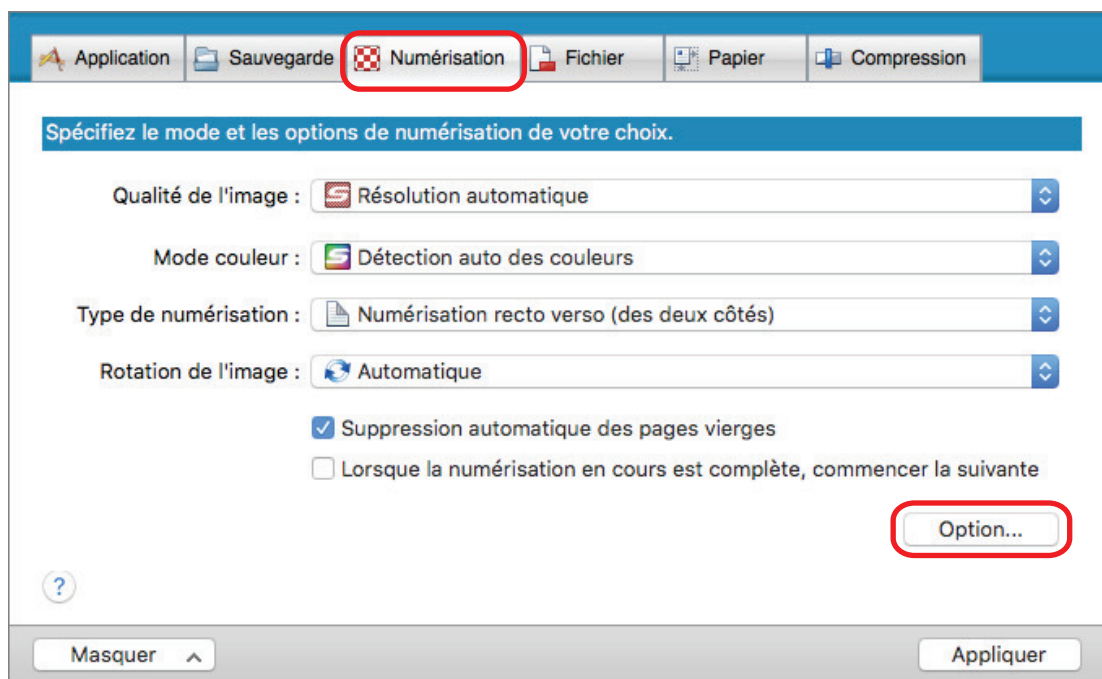 Application Sauvegarde Numérisation Fichier Papier Compression
Spécifiez le mode et les options de numérisation de votre choix.
Qualité de l'image : Résolution automatique
Mode couleur : Détection auto des couleurs
Type de numérisation : Numérisation recto verso (des deux côtés)
Rotation de l'image : Automatique
Suppression automatique des pages vierges
Lorsque la numérisation en cours est complète, commencer la suivante
Option...
?
Masquer Appliquer